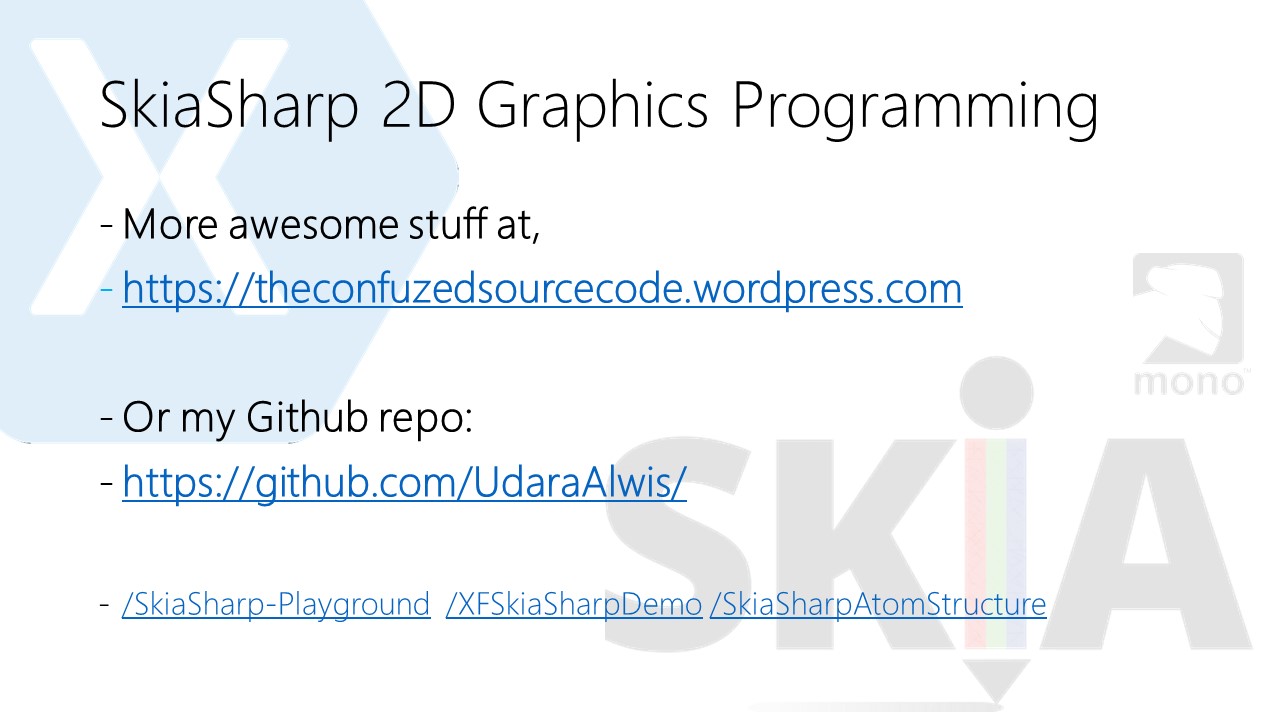 SkiaSharp 2D Graphics Programming
- More awesome stuff at,
- https://theconfuzedsourcecode.wordpress.com
mono™
- Or my Github repo:
- https://github.com/UdaraAlwis/
SKiA
- /SkiaSharp-Playground /XFSkiaSharpDemo /SkiaSharpAtomStructure